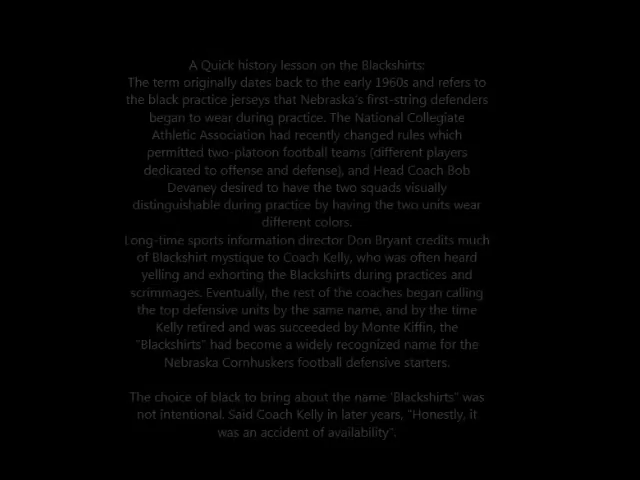 A Quick history lesson on the Blackshirts:
The term originally dates back to the early 1960s and refers to
the black practice jerseys that Nebraska's first-string defenders
began to wear during practice. The National Collegiate
Athletic Association had recently changed rules which
permitted two-platoon football teams (different players
dedicated to offense and defense), and Head Coach Bob
Devaney desired to have the two squads visually
distinguishable during practice by having the two units wear
different colors.
Long-time sports information director Don Bryant credits much
of Blackshirt mystique to Coach Kelly, who was often heard
yelling and exhorting the Blackshirts during practices and
scrimmages. Eventually, the rest of the coaches began calling
the top defensive units by the same name, and by the time
Kelly retired and was succeeded by Monte Kiffin, the
"Blackshirts" had become a widely recognized name for the
Nebraska Cornhuskers football defensive starters.
The choice of black to bring about the name 'Blackshirts" was
not intentional. Said Coach Kelly in later years, "Honestly, it
was an accident of availability".